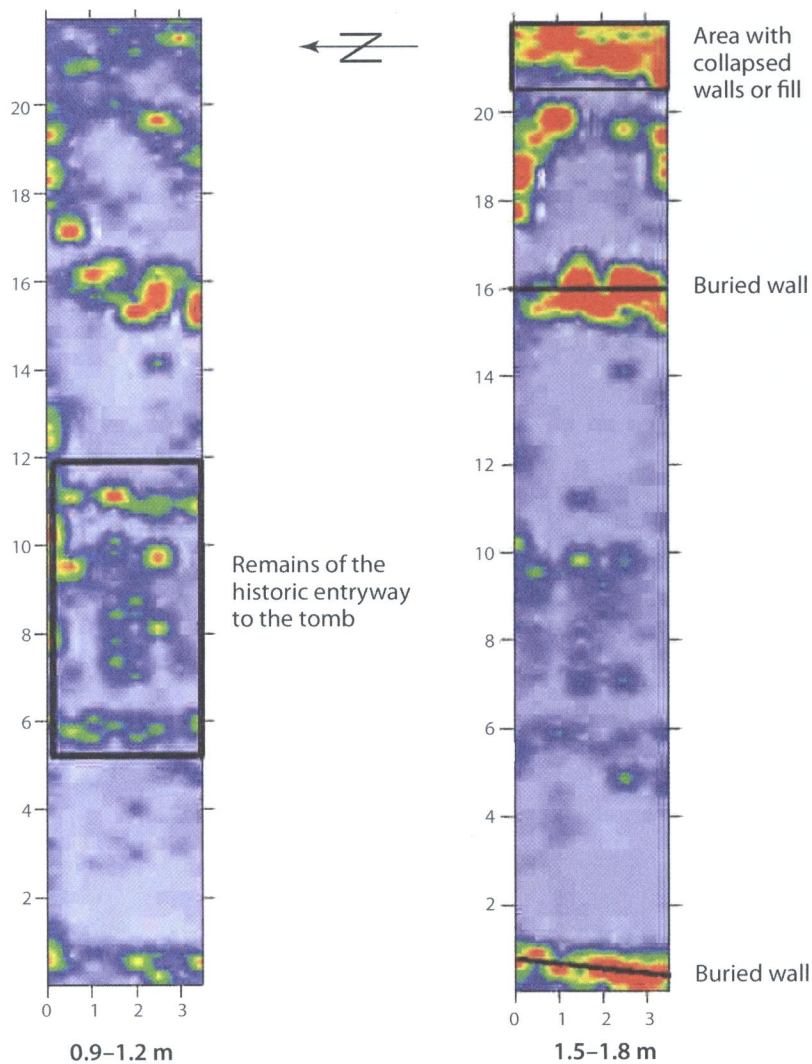 N
20
18
16
14
12
10
8
6
4
2
0
1
2
3
0.9–1.2 m
Remains of the
historic entryway
to the tomb
20
18
16
14
12
10
8
6
4
2
0
1
2
3
1.5–1.8 m
Area with
collapsed
walls or fill
Buried wall
Buried wall